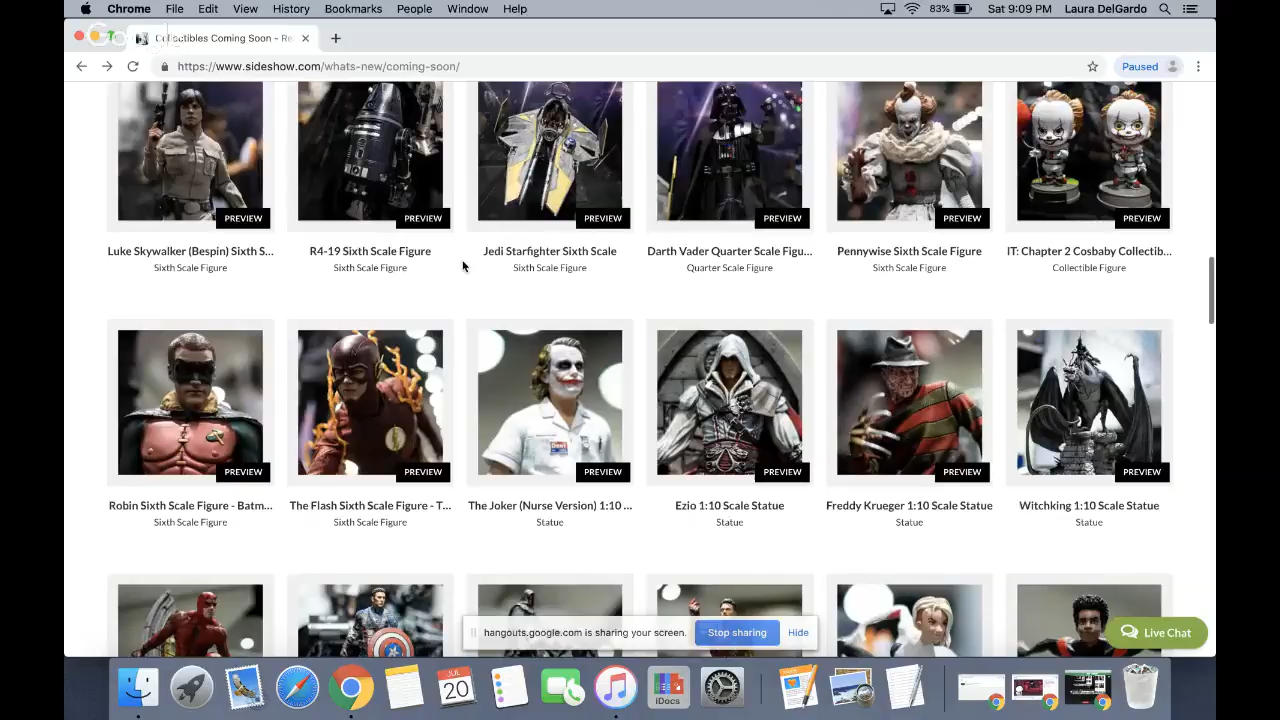 Chrome File Edit View History Bookmarks People Window Help 83% Sat 9:09 PM Laura DelGardo
Google
Collectibles Coming Soon - Re
https://www.sideshow.com/whats-new/coming-soon/ Paused
PREVIEW PREVIEW PREVIEW PREVIEW PREVIEW PREVIEW
Luke Skywalker (Bespin) Sixth S... R4-19 Sixth Scale Figure Jedi Starfighter Sixth Scale Darth Vader Quarter Scale Figu... Pennywise Sixth Scale Figure IT: Chapter 2 Cosbaby Collectib...
Sixth Scale Figure Sixth Scale Figure Sixth Scale Figure Quarter Scale Figure Sixth Scale Figure Collectible Figure
PREVIEW PREVIEW PREVIEW PREVIEW PREVIEW PREVIEW
Robin Sixth Scale Figure - Batm... The Flash Sixth Scale Figure - T... The Joker (Nurse Version) 1:10 ... Ezio 1:10 Scale Statue Freddy Krueger 1:10 Scale Statue Witchking 1:10 Scale Statue
Sixth Scale Figure Sixth Scale Figure Statue Statue Statue Statue
hangouts.google.com is sharing your screen. Stop sharing Hide
Live Chat
JUL
20
iDocs